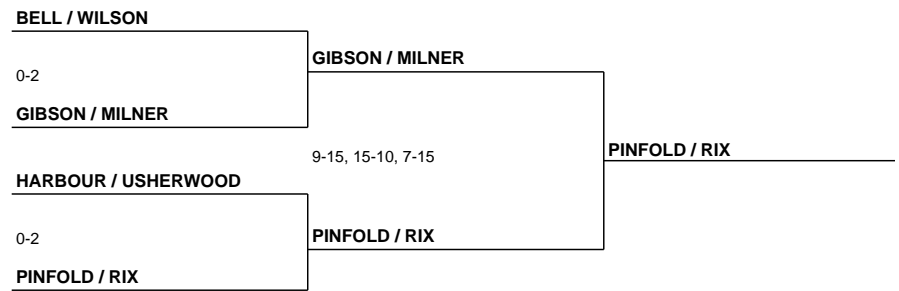 BELL / WILSON
0-2
GIBSON / MILNER
GIBSON / MILNER
9-15, 15-10, 7-15
HARBOUR / USHERWOOD
0-2
PINFOLD / RIX
PINFOLD / RIX
PINFOLD / RIX